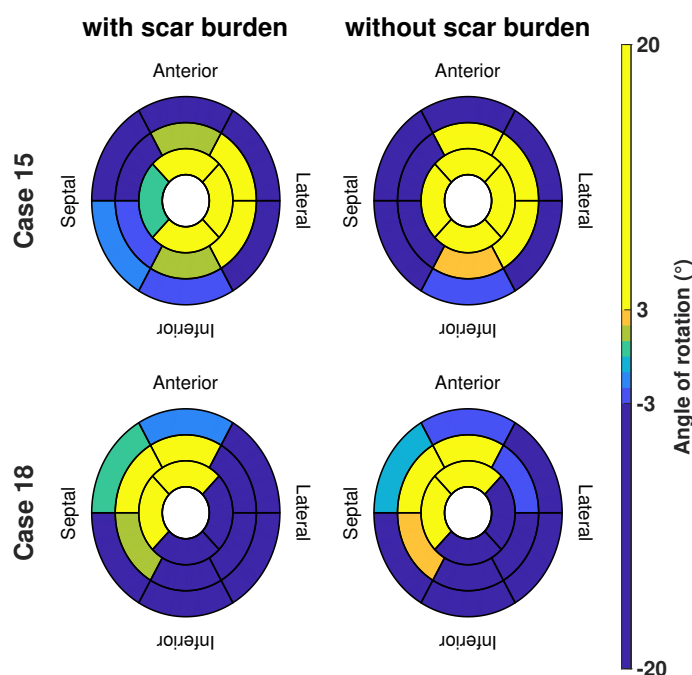 with scar burden
without scar burden
Anterior
Anterior
Case 15
Septal
Lateral
Lateral
Inferior
Inferior
Anterior
Anterior
Case 18
Septal
Lateral
Septal
Lateral
Inferior
Inferior
20
3
-3
-20
Angle of rotation (°)